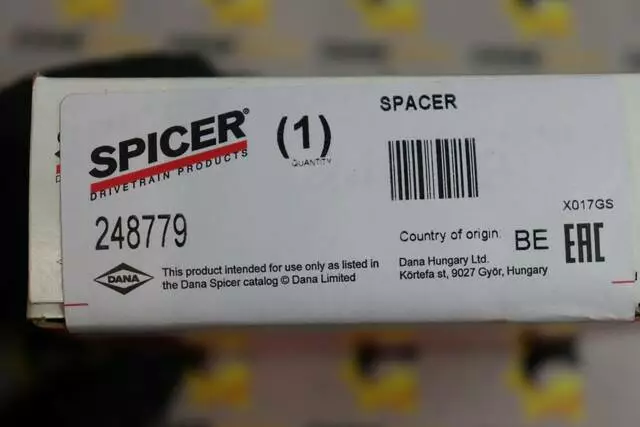 SPICER®
DRIVETRAIN PRODUCTS
(1)
QUANTITY
SPACER
248779
X017GS
Country of origin: BE
EAC
DANA
This product intended for use only as listed in
the Dana Spicer catalog © Dana Limited
Dana Hungary Ltd.
Körtefa st, 9027 Győr, Hungary